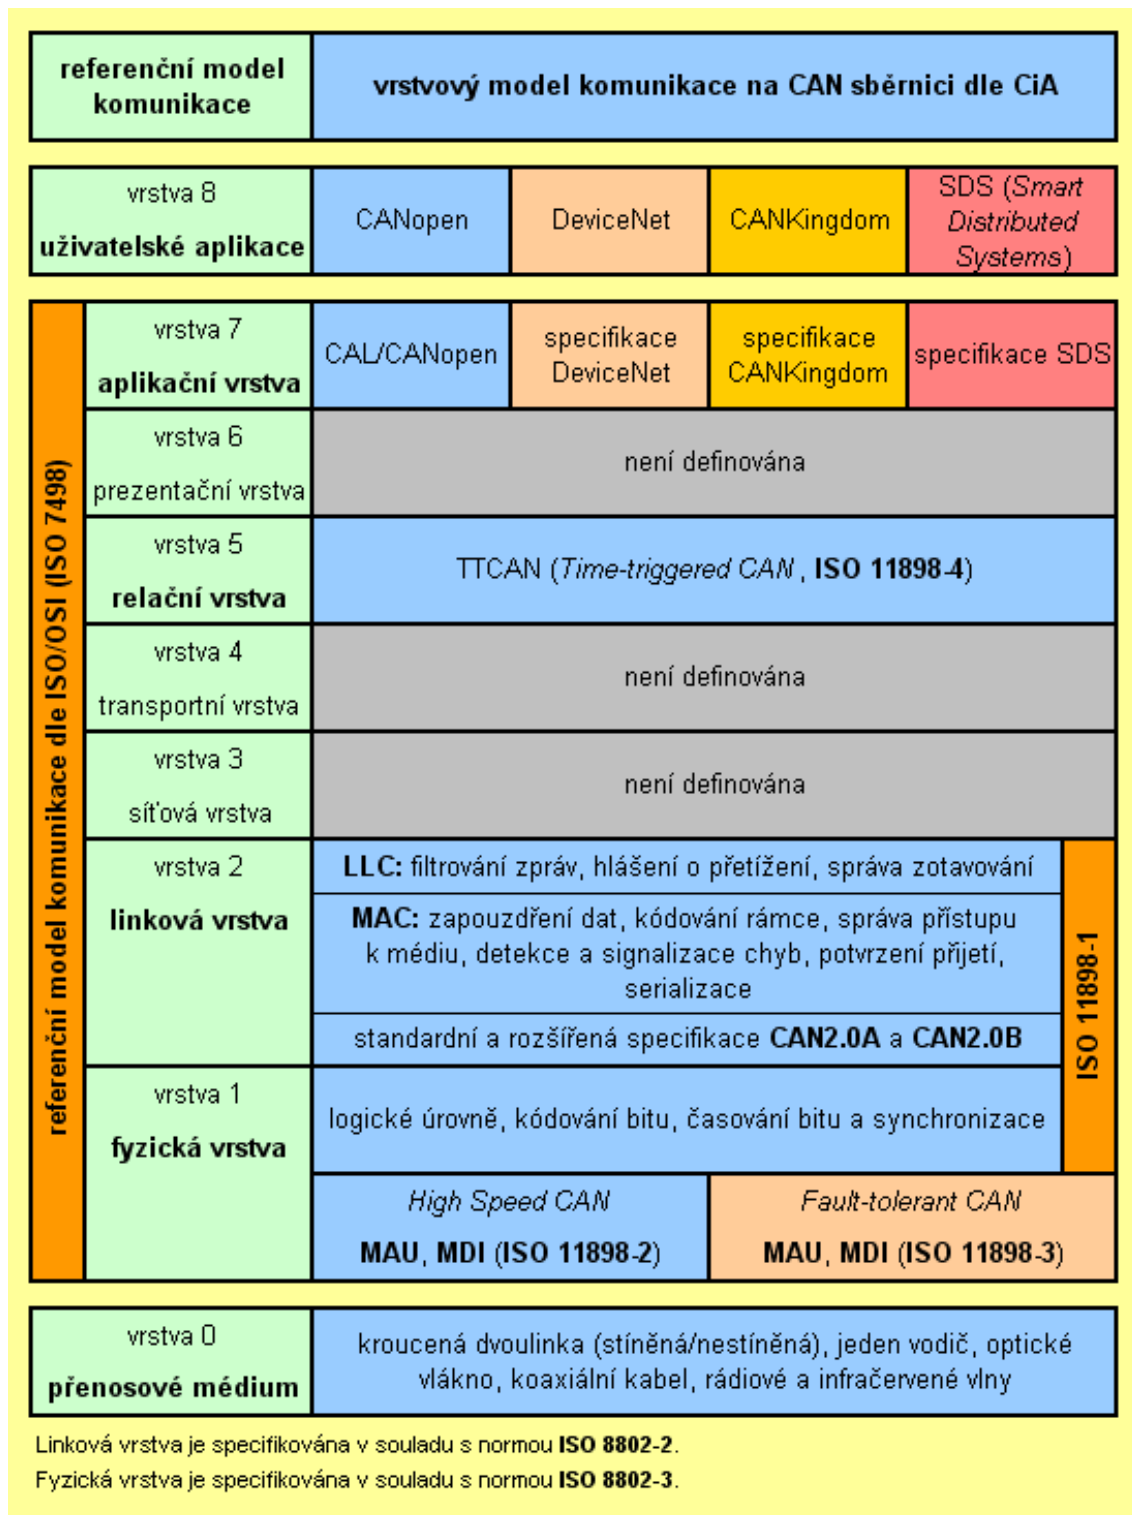 referenční model
komunikace
vrstvový model komunikace na CAN sběrnici dle CiA
vrstva 8
uživatelské aplikace
CANopen
DeviceNet
CANKingdom
SDS (Smart
Distributed
Systems)
referenční model komunikace dle ISO/OSI (ISO 7498)
vrstva 7
aplikační vrstva
CAL/CANopen
specifikace
DeviceNet
specifikace
CANKingdom
specifikace SDS
vrstva 6
prezentační vrstva
není definována
vrstva 5
relační vrstva
TTCAN (Time-triggered CAN, ISO 11898-4)
vrstva 4
transportní vrstva
není definována
vrstva 3
síťová vrstva
není definována
vrstva 2
linková vrstva
LLC: filtrování zpráv, hlášení o přetížení, správa zotavování
MAC: zapouzdření dat, kódování rámce, správa přístupu
k médiu, detekce a signalizace chyb, potvrzení přijetí,
serializace
standardní a rozšířená specifikace CAN2.0A a CAN2.0B
ISO 11898-1
vrstva 1
fyzická vrstva
logické úrovně, kódování bitu, časování bitu a synchronizace
High Speed CAN
MAU, MDI (ISO 11898-2)
Fault-tolerant CAN
MAU, MDI (ISO 11898-3)
vrstva 0
přenosové médium
kroucená dvoulinka (stíněná/nestíněná), jeden vodič, optické
vlákno, koaxiální kabel, rádiové a infračervené vlny
Linková vrstva je specifikována v souladu s normou ISO 8802-2.
Fyzická vrstva je specifikována v souladu s normou ISO 8802-3.